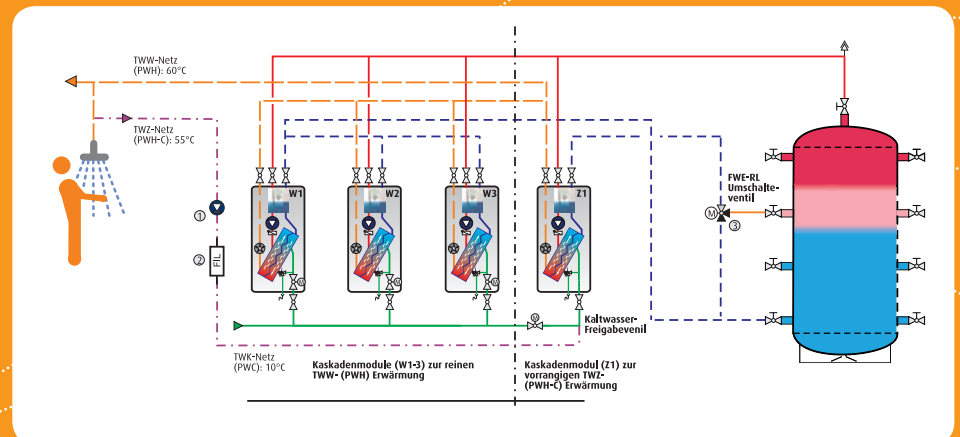 TWW-Netz
(PWH): 60°C
TWZ-Netz
(PWH-C): 55°C
W1
W2
W3
Z1
FWE-RL
Umschalte-
ventil
M
3
1
2
FIL
M
M
M
M
Kaltwasser-
Freigabevenil
TWK-Netz
(PWC): 10°C
Kaskadenmodule (W1-3) zur reinen
TWW- (PWH) Erwärmung
Kaskadenmodul (Z1) zur
vorrangigen TWZ-
(PWH-C) Erwärmung